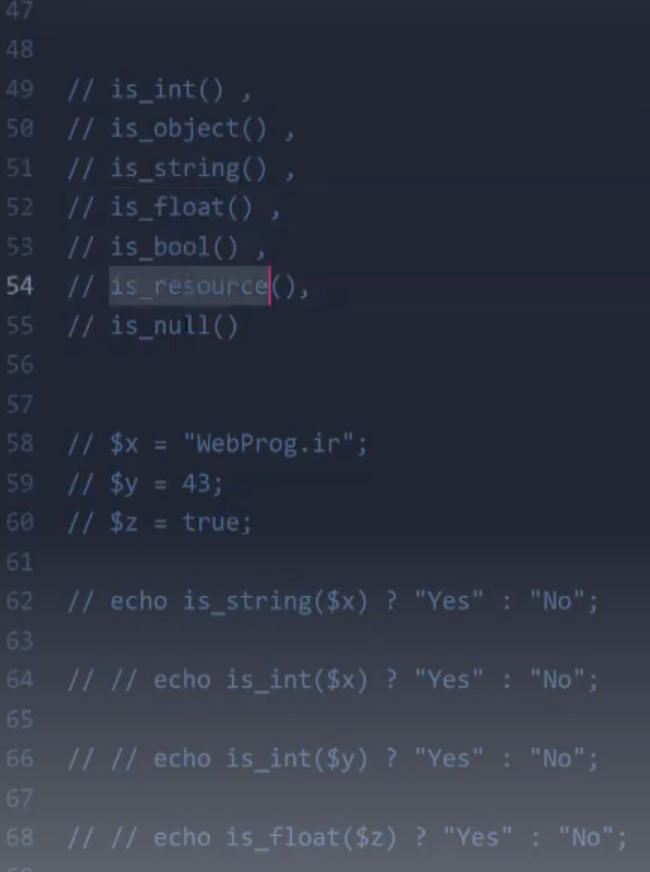 47
48
49 // is_int() ,
50 // is_object() ,
51 // is_string() ,
52 // is_float() ,
53 // is_bool() ,
54 // is_resource(),
55 // is_null()
56
57
58 // $x = "WebProg.ir";
59 // $y = 43;
60 // $z = true;
61
62 // echo is_string($x) ? "Yes" : "No";
63
64 // // echo is_int($x) ? "Yes" : "No";
65
66 // // echo is_int($y) ? "Yes" : "No";
67
68 // // echo is_float($z) ? "Yes" : "No";